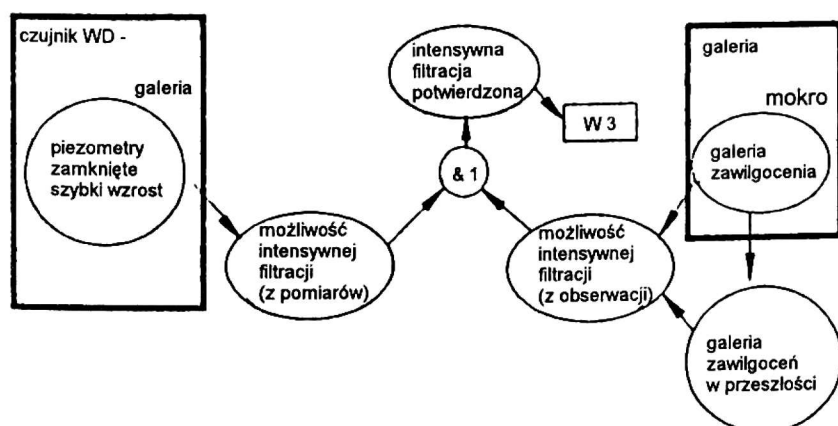 czujnik WD -
galeria
piezometry
zamknięte
szybki wzrost
intensywna
filtracja
potwierdzona
W 3
& 1
możliwość
intensywnej
filtracji
(z pomiarów)
możliwość
intensywnej
filtracji
(z obserwacji)
galeria
mokro
galeria
zawilgocenia
galeria
zawilgoceń
w przeszłości